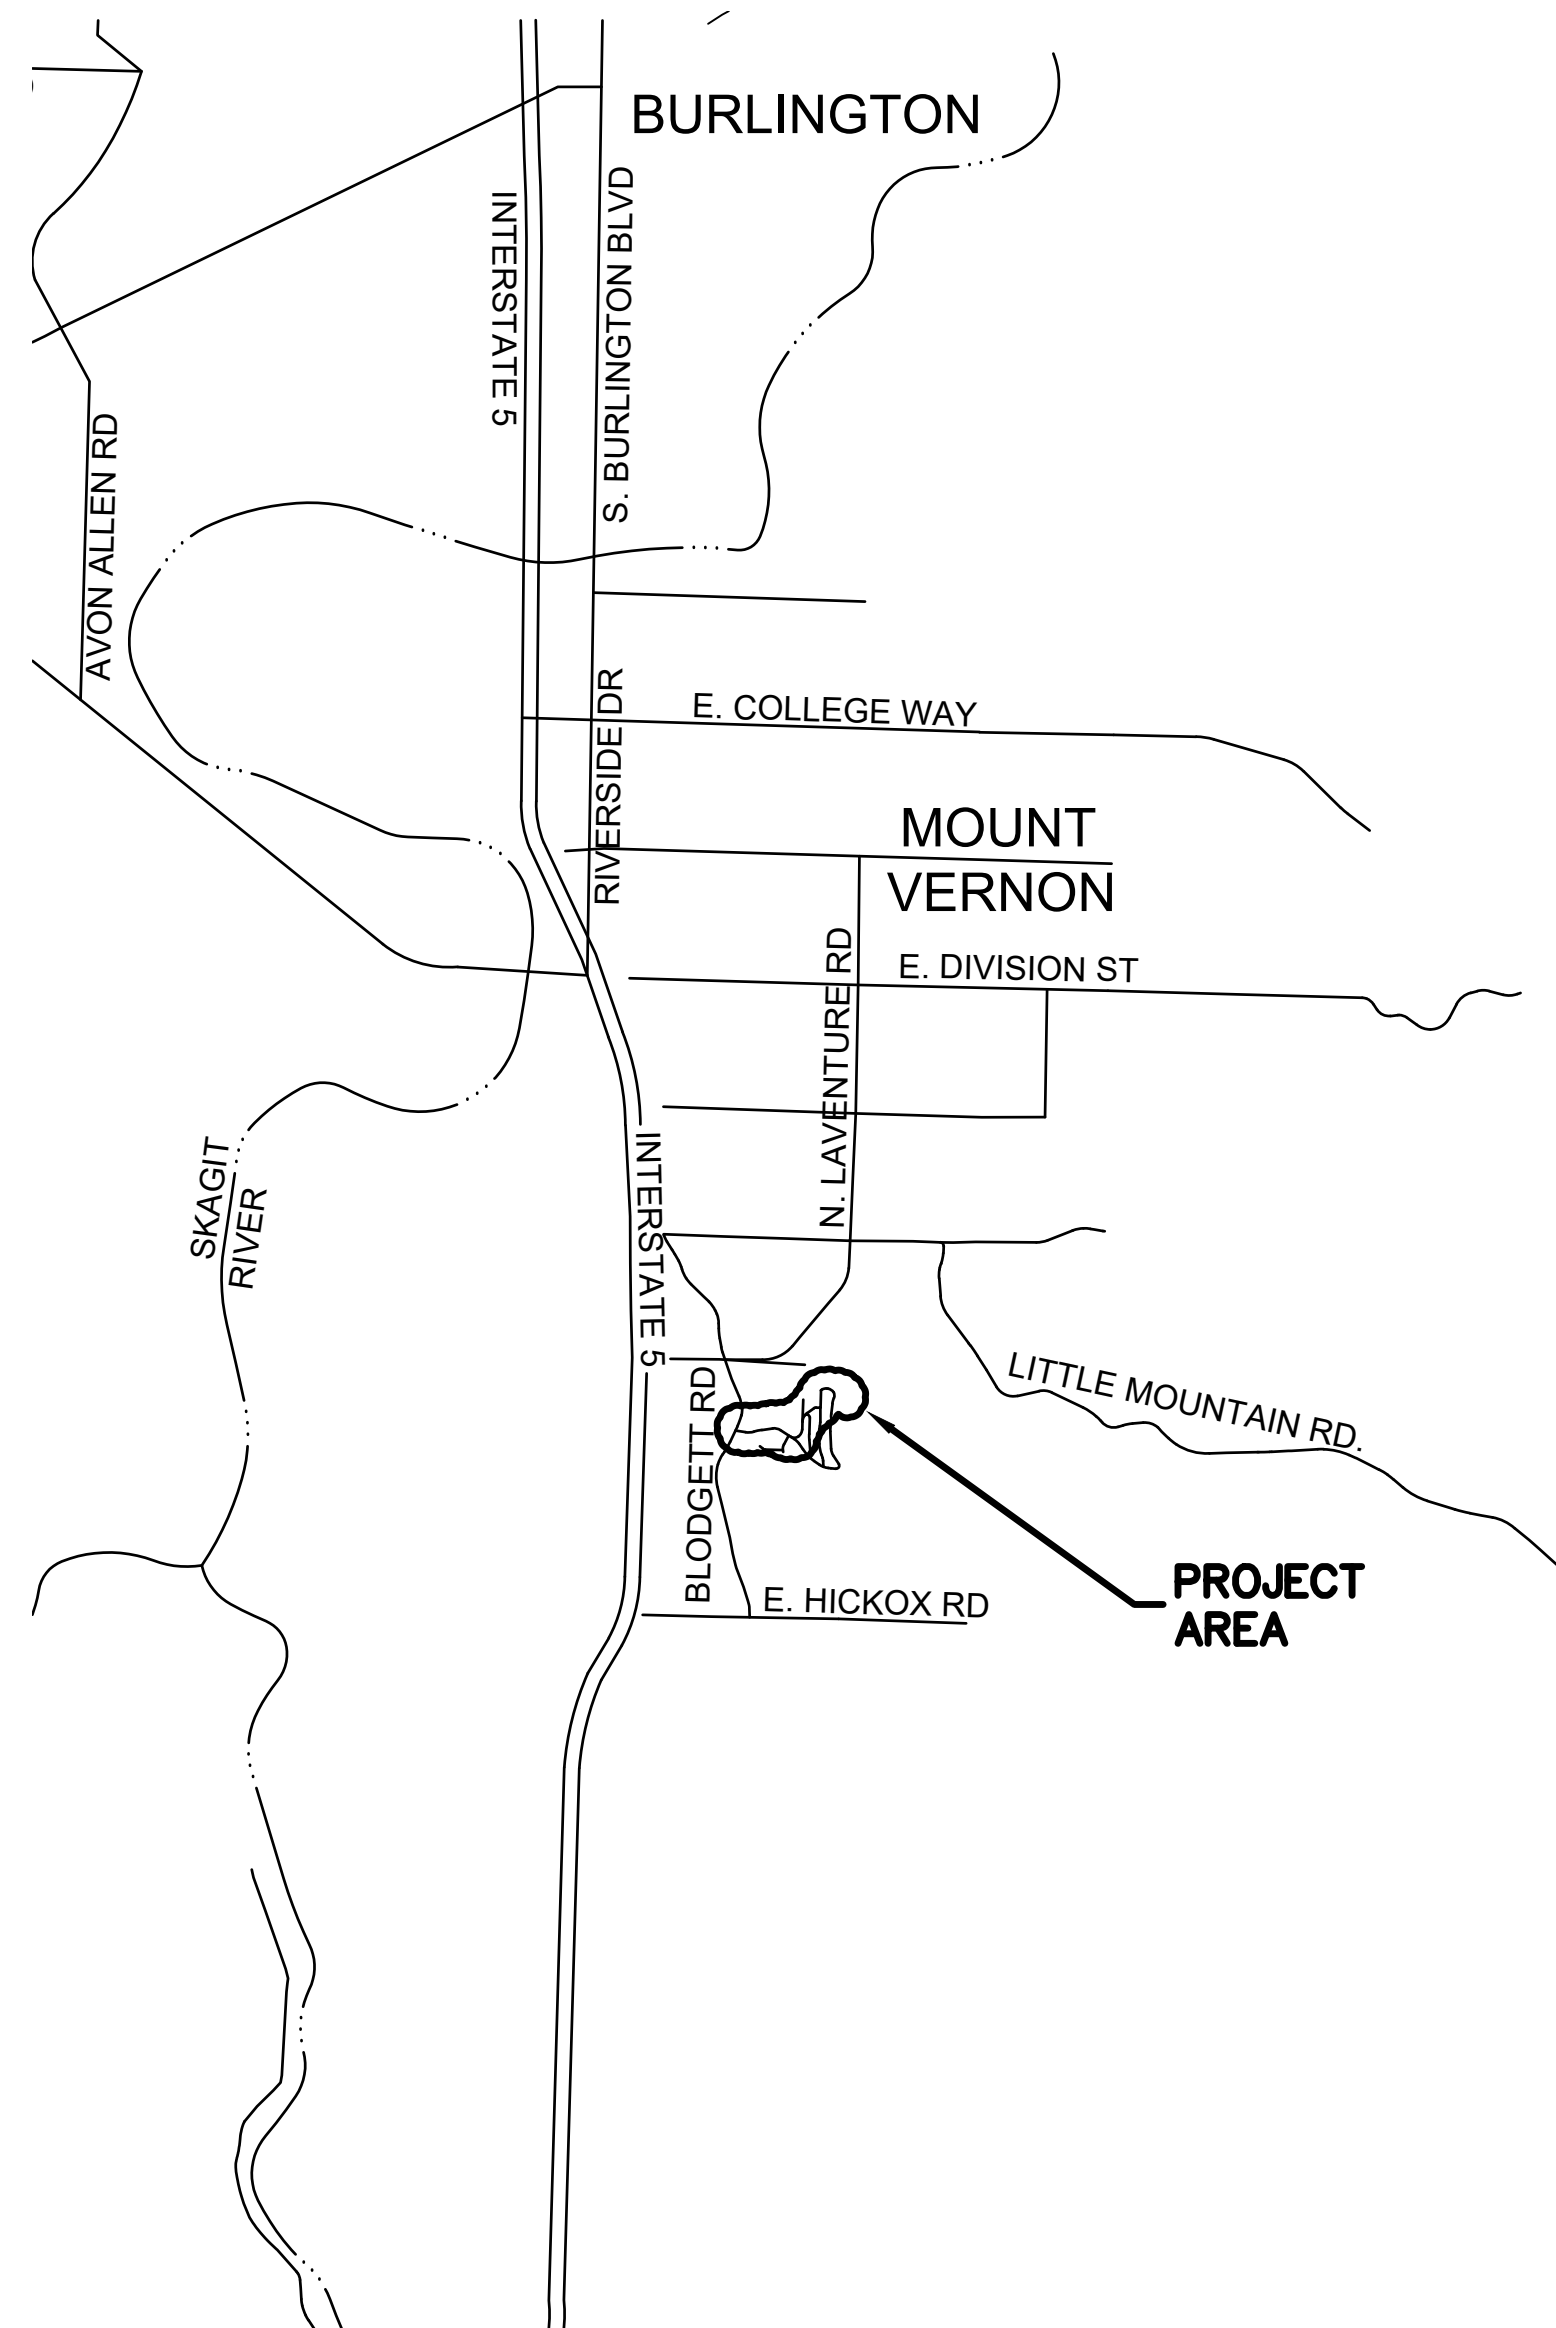 BURLINGTON
INTERSTATE 5
S. BURLINGTON BLVD
AVON ALLEN RD
RIVERSIDE DR
E. COLLEGE WAY
MOUNT
VERNON
N. LAVENTURE RD
E. DIVISION ST
SKAGIT
RIVER
INTERSTATE 5
LITTLE MOUNTAIN RD.
BLODGETT RD
E. HICKOX RD
PROJECT
AREA